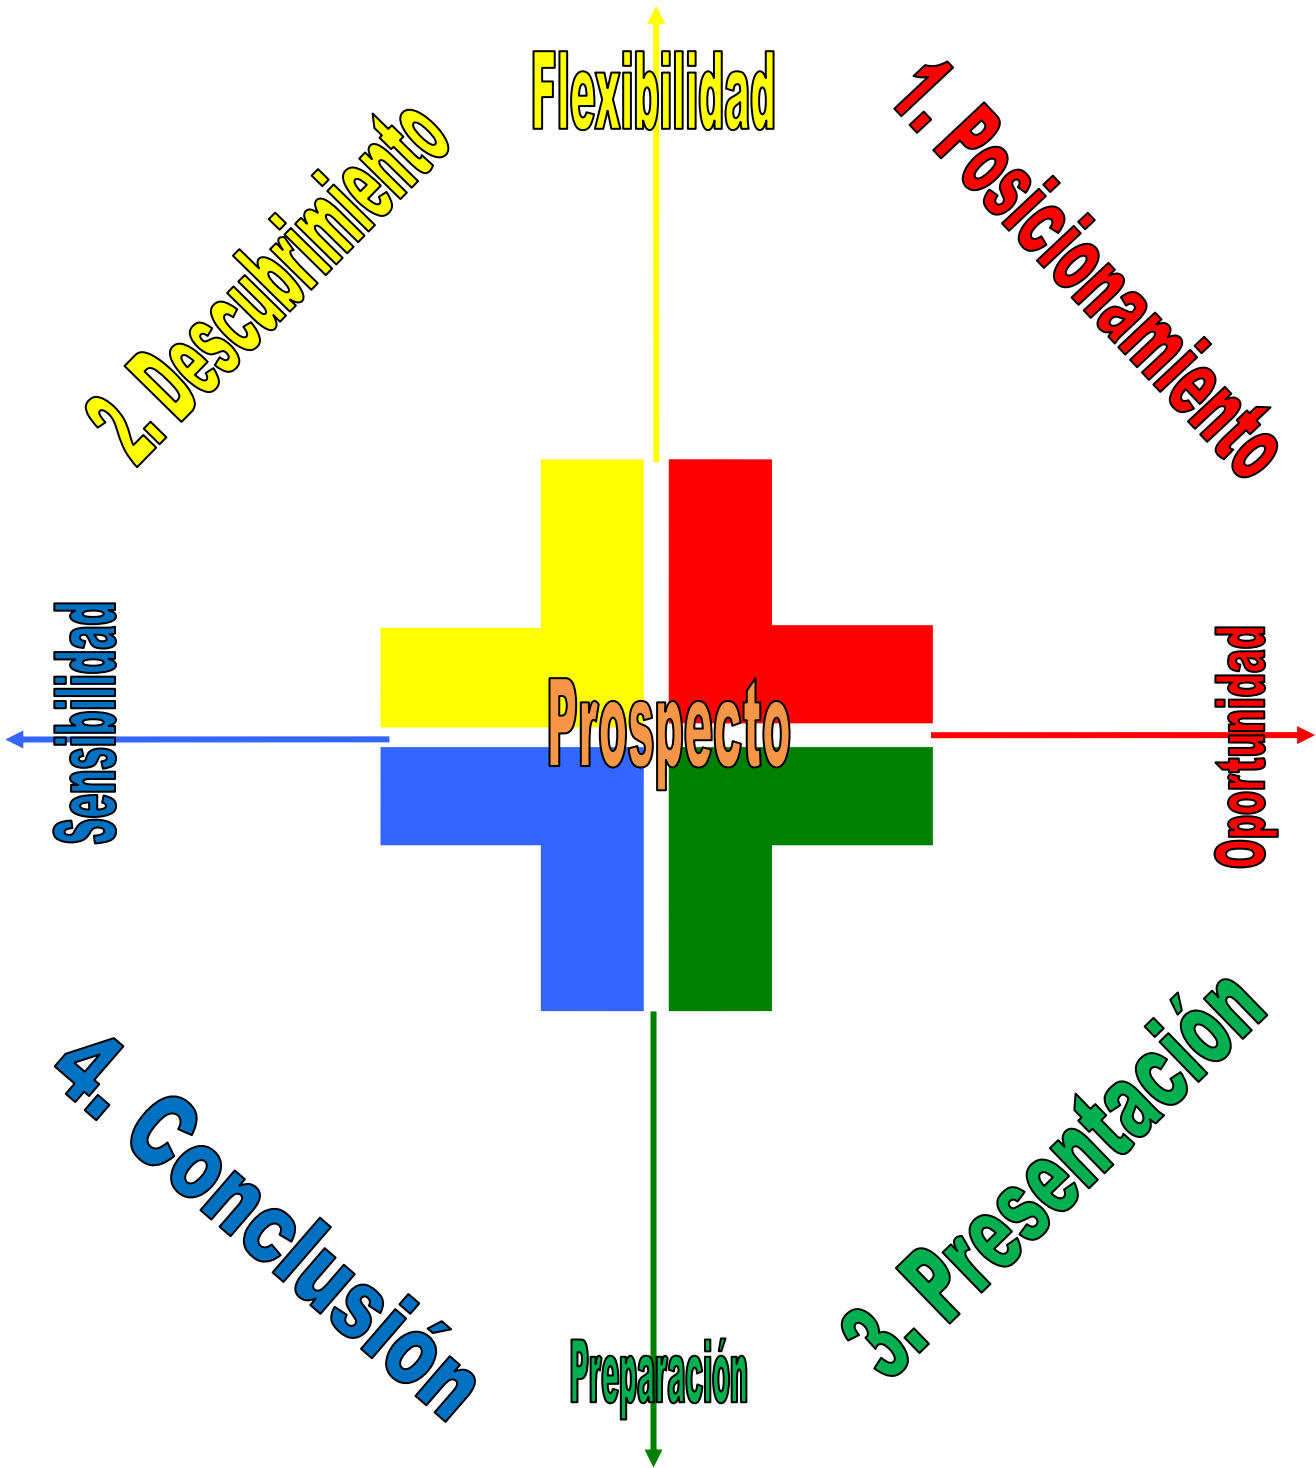 Flexibilidad
1. Posicionamiento
2. Descubrimiento
Sensibilidad
Prospecto
Oportunidad
4. Conclusión
3. Presentación
Preparación